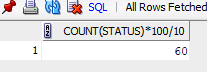 SQL | All Rows Fetched
COUNT(STATUS)*100/10
1 60